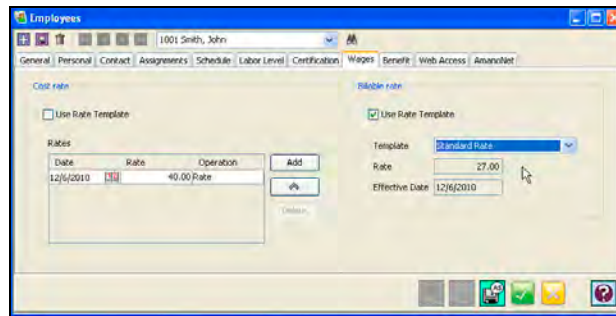 Employees
1001 Smith, John
General Personal Contact Assignments Schedule Labor Level Certification Wages Benefit Web Access AmanoNet
Cost rate
Billable rate
Use Rate Template
Use Rate Template
Rates
Date Rate Operation
12/6/2010 40.00 Rate
Add
Delete
Template Standard Rate
Rate 27.00
Effective Date 12/6/2010
AS
?